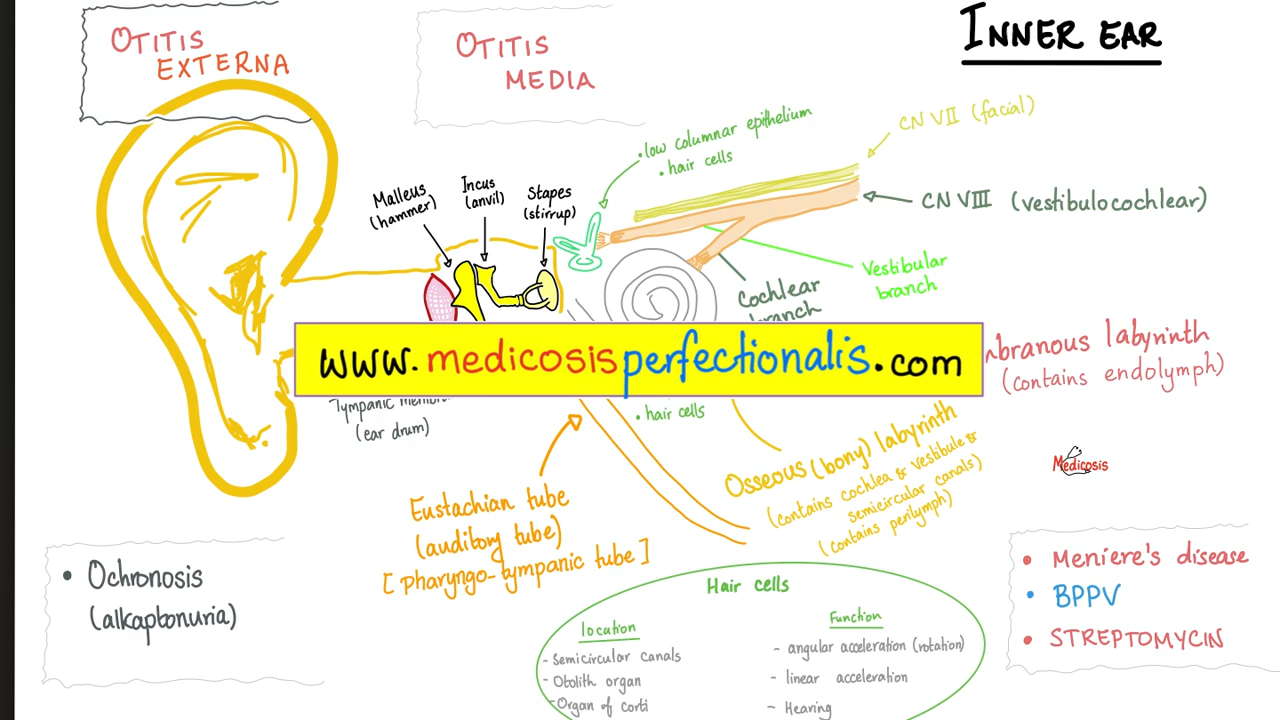 OTITIS
EXTERNA
OTITIS
MEDIA
INNER EAR
low columnar epithelium
• hair cells
CN VII (facial)
CN VIII (vestibulocochlear)
Malleus
(hammer)
Incus
(anvil)
Stapes
(stirrup)
Vestibular
branch
Cochlear
branch
www.medicosisperfectionalis.com
labyrinth
(contains endolymph)
Tympanic
(ear drum)
• hair cells
Osseous (bony) labyrinth
(contains cochlea & vestibule &
semicircular canals)
(contains perilymph)
Medicosis
Eustachian tube
(auditory tube)
[Pharyngo-tympanic tube]
• Ochronosis
(alkaptonuria)
Hair cells
location
- Semicircular canals
- Otolith organ
- Organ of corti
Function
- angular acceleration (rotation)
- linear acceleration
- Hearing
• Meniere's disease
• BPPV
• STREPTOMYCIN